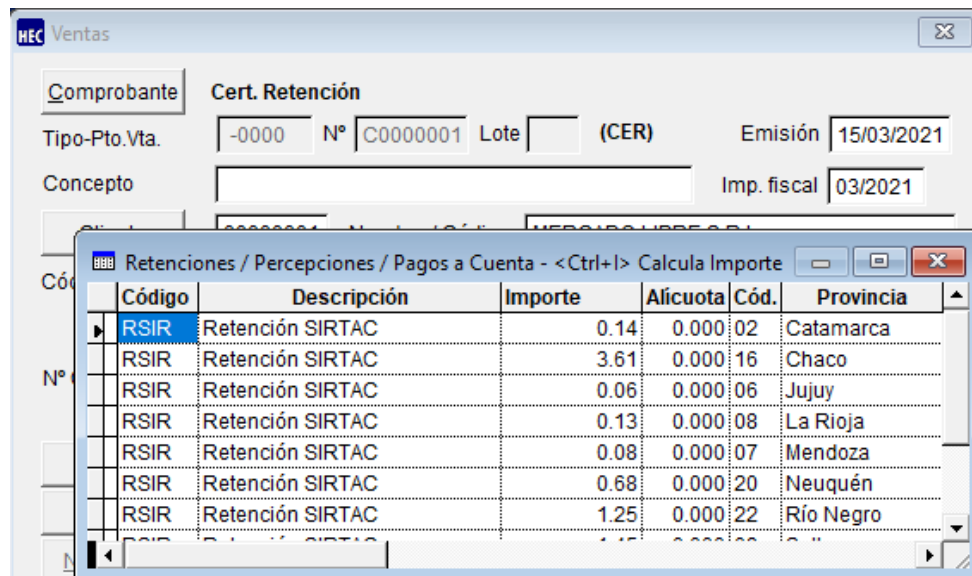 HEC Ventas
Comprobante Cert. Retención
Tipo-Pto.Vta. -0000 Nº C0000001 Lote (CER) Emisión 15/03/2021
Concepto Imp. fiscal 03/2021
MERCADO LIBRE S.R.L.
Retenciones / Percepciones / Pagos a Cuenta - <Ctrl+I> Calcula Importe
Código Descripción Importe Alicuota Cód. Provincia
RSIR Retención SIRTAC 0.14 0.000 02 Catamarca
RSIR Retención SIRTAC 3.61 0.000 16 Chaco
RSIR Retención SIRTAC 0.06 0.000 06 Jujuy
RSIR Retención SIRTAC 0.13 0.000 08 La Rioja
RSIR Retención SIRTAC 0.08 0.000 07 Mendoza
RSIR Retención SIRTAC 0.68 0.000 20 Neuquén
RSIR Retención SIRTAC 1.25 0.000 22 Río Negro
Nº